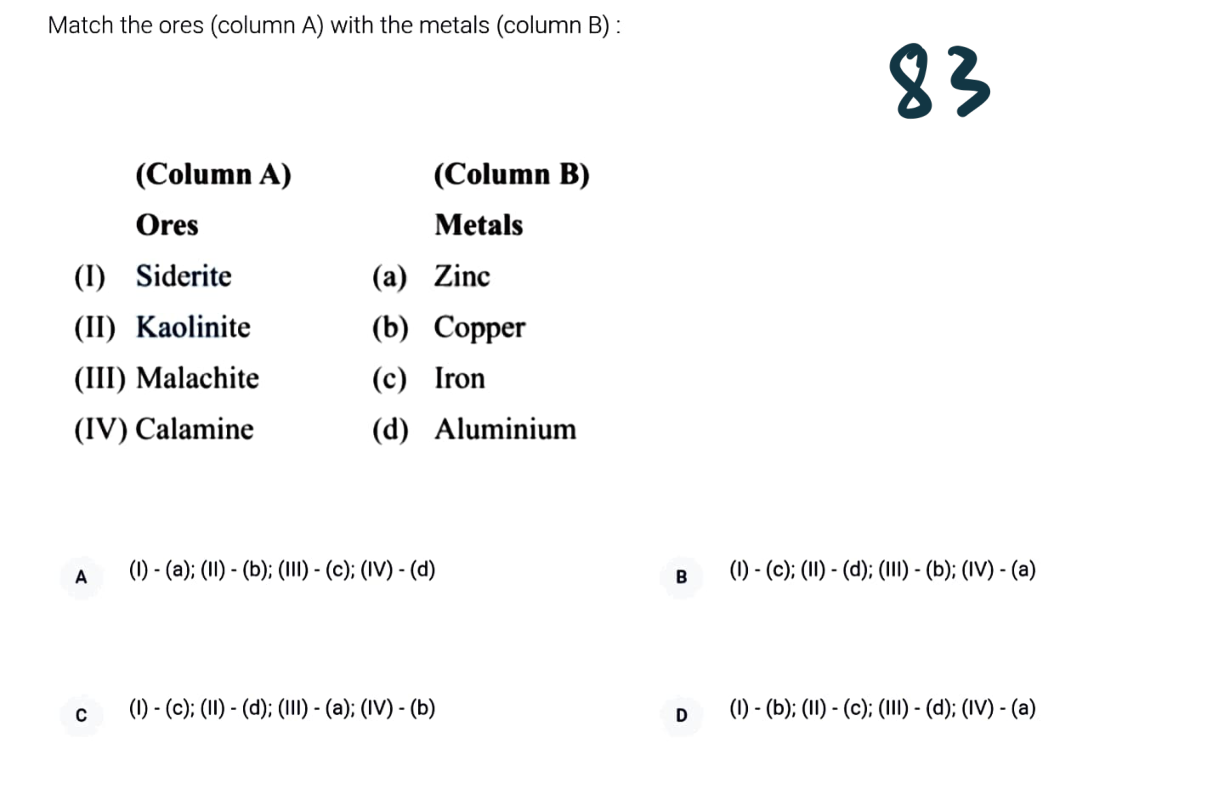 Match the ores (column A) with the metals (column B) :
83
(Column A) (Column B)
Ores Metals
(I) Siderite (a) Zinc
(II) Kaolinite (b) Copper
(III) Malachite (c) Iron
(IV) Calamine (d) Aluminium
A (I) - (a); (II) - (b); (III) - (c); (IV) - (d) B (I) - (c); (II) - (d); (III) - (b); (IV) - (a)
C (I) - (c); (II) - (d); (III) - (a); (IV) - (b) D (I) - (b); (II) - (c); (III) - (d); (IV) - (a)